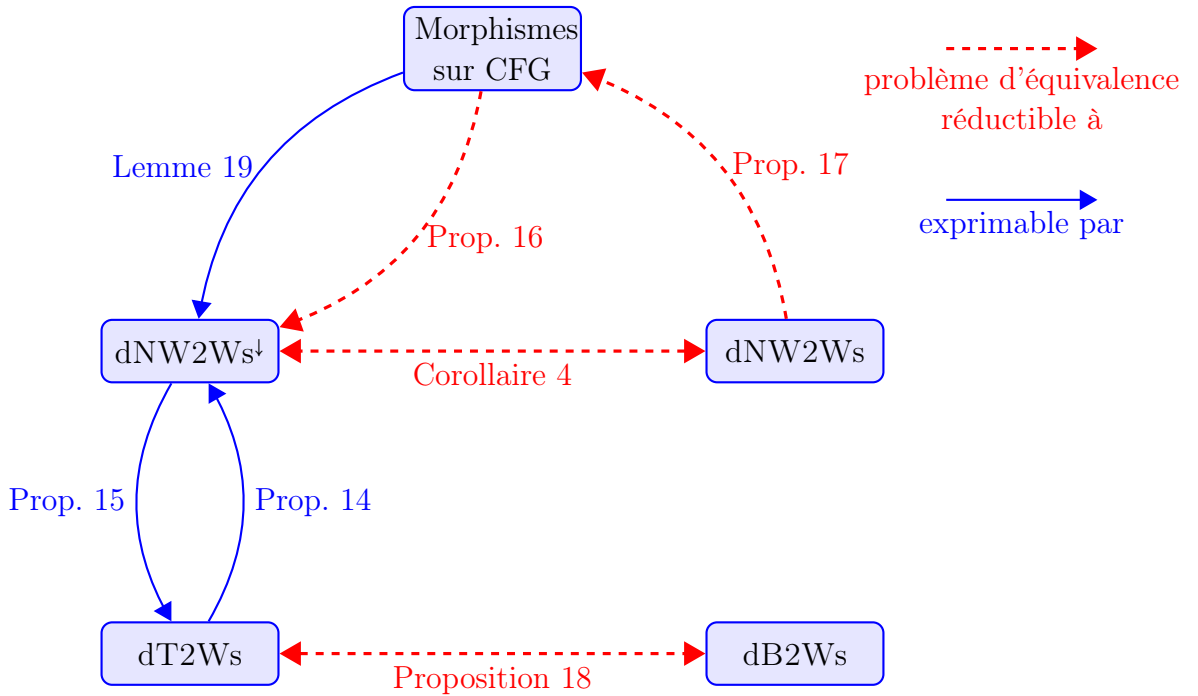 Morphismes
sur CFG
problème d'équivalence
réductible à
Lemme 19
Prop. 17
exprimable par
Prop. 16
dNW2Ws↓
dNW2Ws
Corollaire 4
Prop. 15
Prop. 14
dT2Ws
dB2Ws
Proposition 18